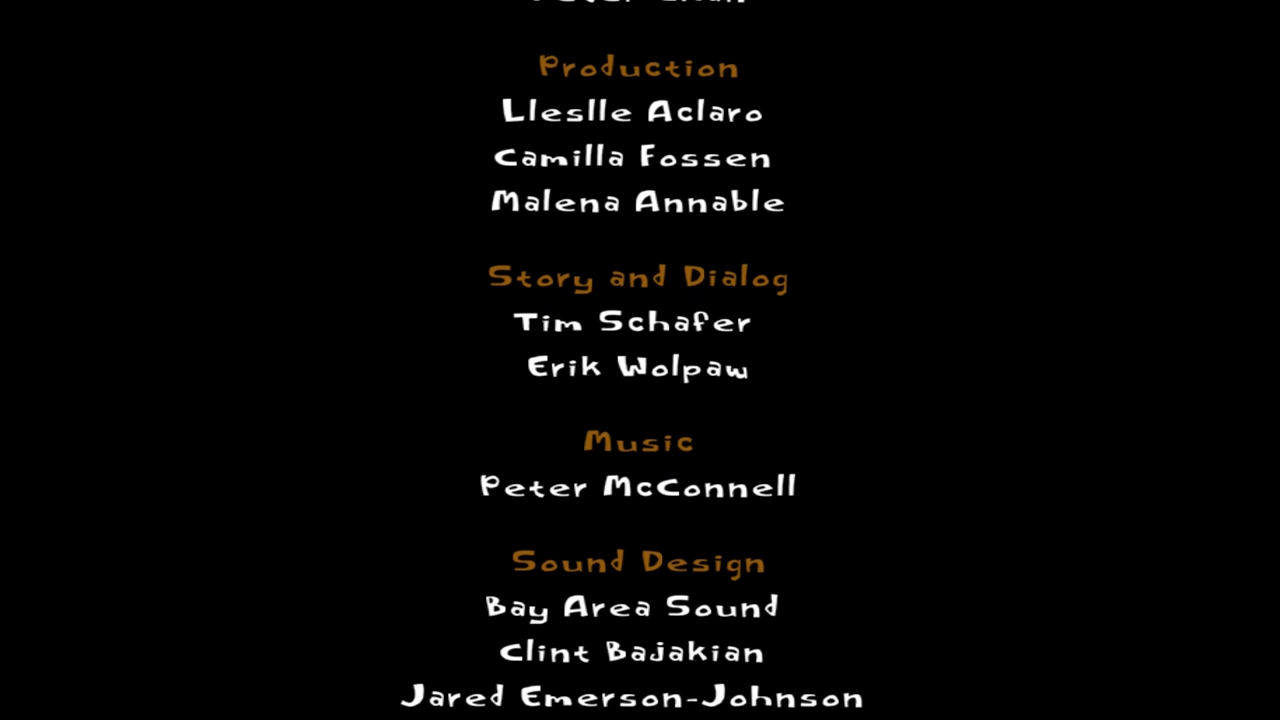 Production
Lleslle Aclaro
Camilla Fossen
Malena Annable
Story and Dialog
Tim Schafer
Erik Wolpaw
Music
Peter McConnell
Sound Design
Bay Area Sound
Clint Bajakian
Jared Emerson-Johnson